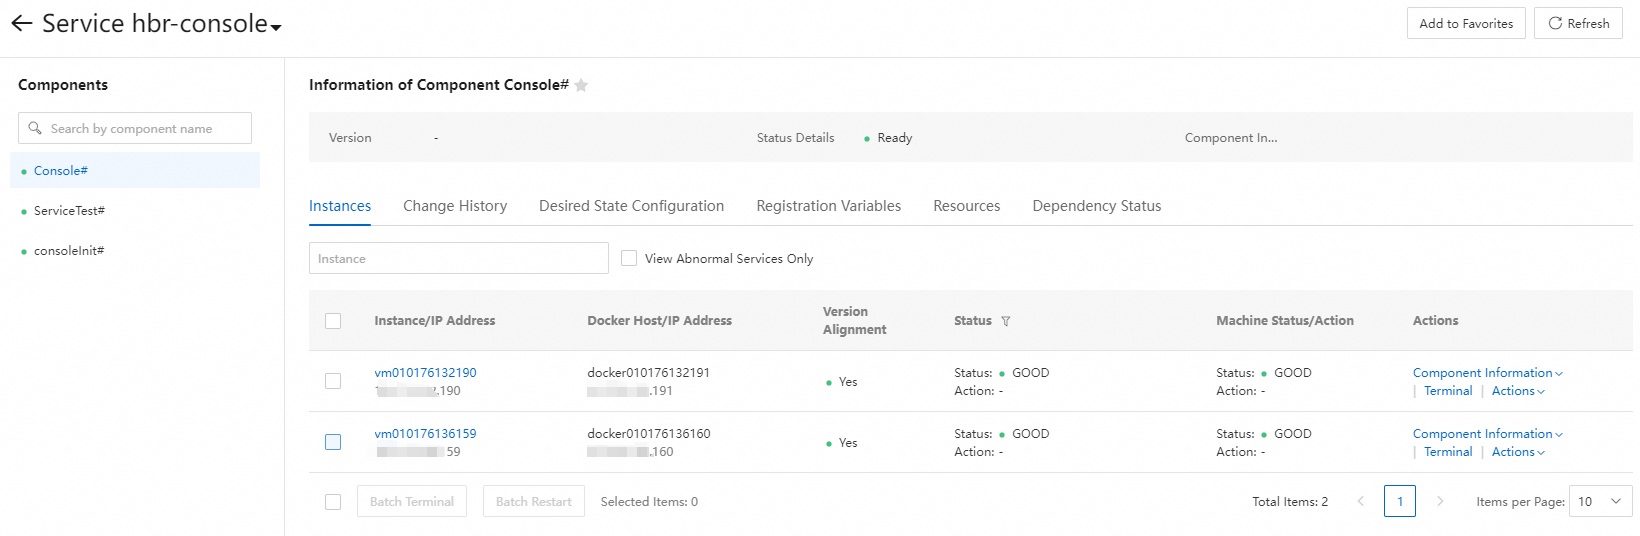 Service hbr-console
Add to Favorites
Refresh
Components
Search by component name
Console#
ServiceTest#
consoleInit#
Information of Component Console#
Version -
Status Details Ready
Component In...
Instances Change History Desired State Configuration Registration Variables Resources Dependency Status
Instance
View Abnormal Services Only
Instance/IP Address Docker Host/IP Address Version Alignment Status Machine Status/Action Actions
vm010176132190 docker010176132191 Yes Status: GOOD Status: GOOD Component Information
.190 .191 Action: - Action: - | Terminal | Actions
vm010176136159 docker010176136160 Yes Status: GOOD Status: GOOD Component Information
59 .160 Action: - Action: - | Terminal | Actions
Batch Terminal Batch Restart Selected Items: 0 Total Items: 2 1 Items per Page: 10